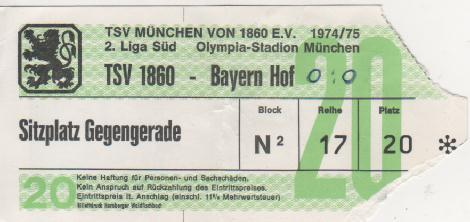 TSV MÜNCHEN VON 1860 E.V. 1974/75
2. Liga Süd Olympia-Stadion München
TSV 1860 - Bayern Hof 0:0
20
Block Reihe Platz
Sitzplatz Gegengerade N2 17 20 *
20
Keine Haftung für Personen- und Sachschäden.
Kein Anspruch auf Rückzahlung des Eintrittspreises.
Eintrittspreis lt. Anschlag (einschl. 11% Mehrwertsteuer)